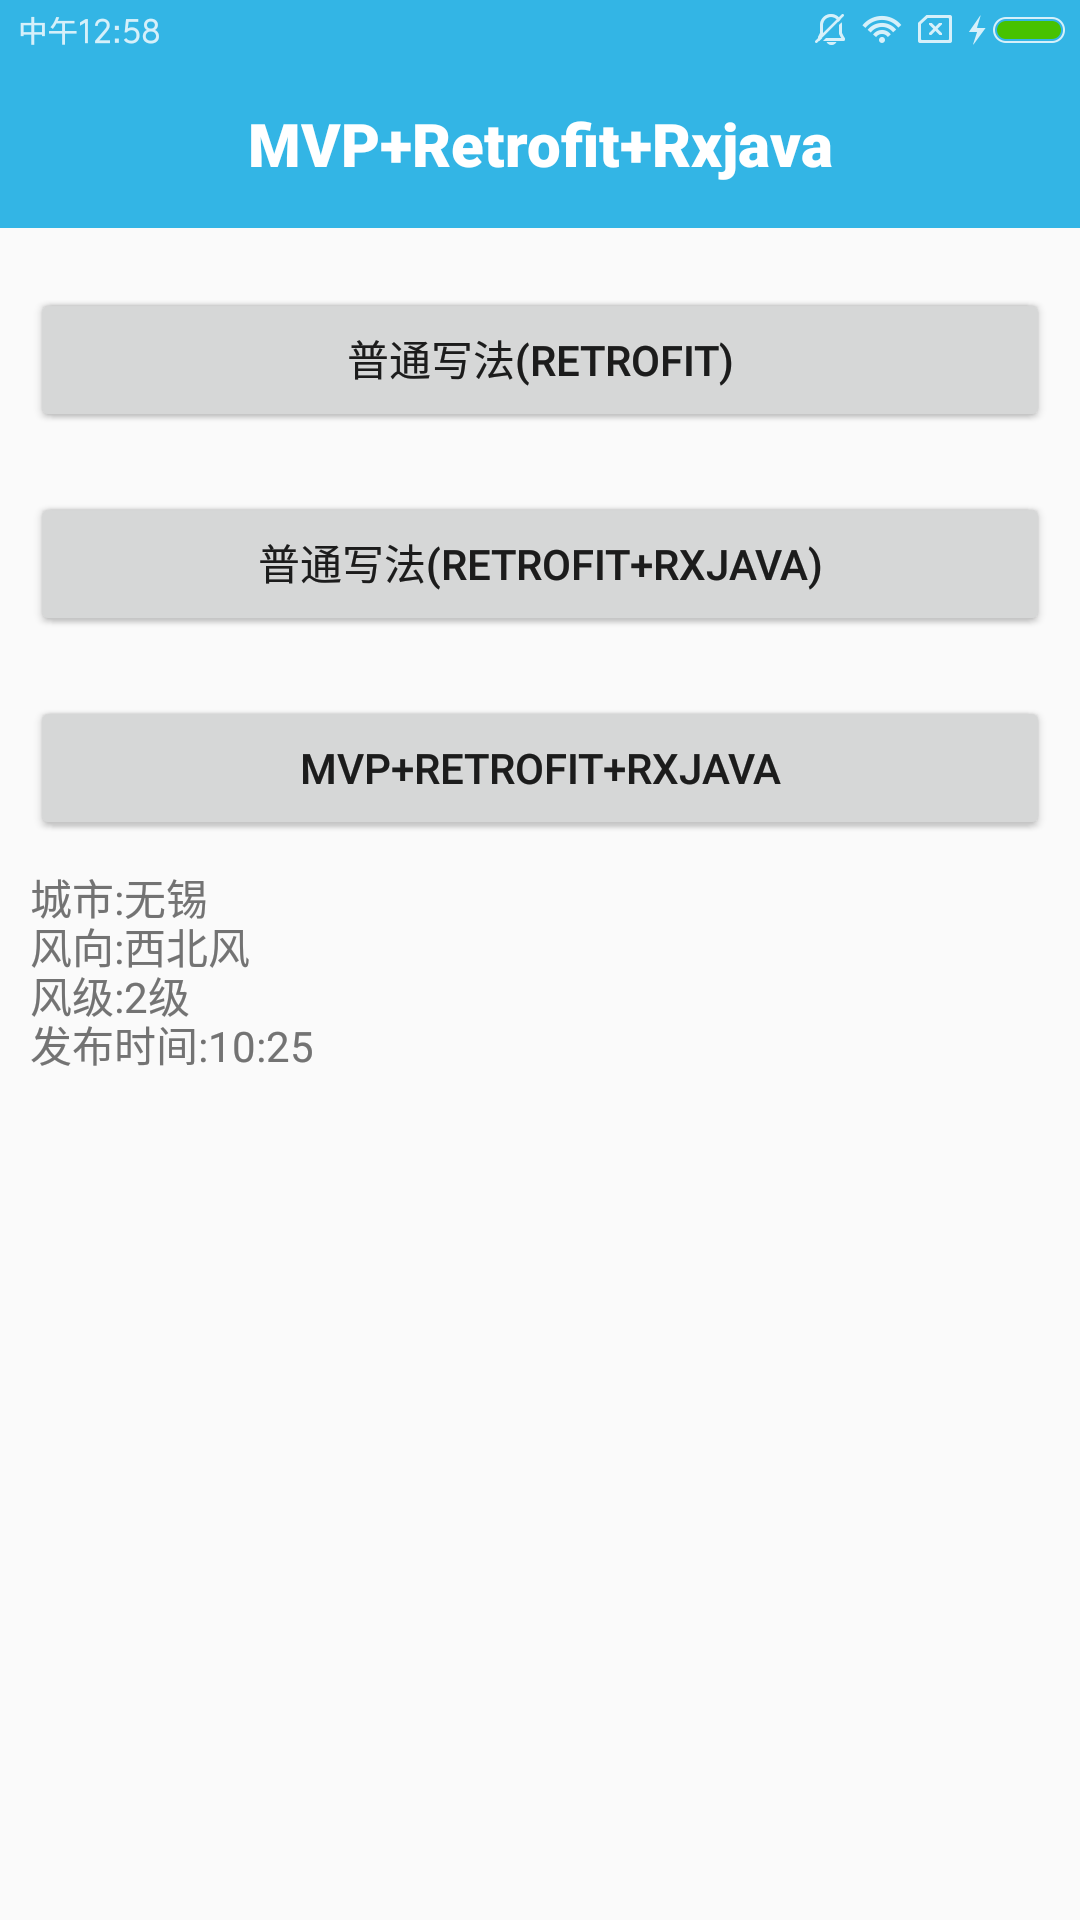 中午12:58
MVP+Retrofit+Rxjava
普通写法(RETROFIT)
普通写法(RETROFIT+RXJAVA)
MVP+RETROFIT+RXJAVA
城市:无锡
风向:西北风
风级:2级
发布时间:10:25